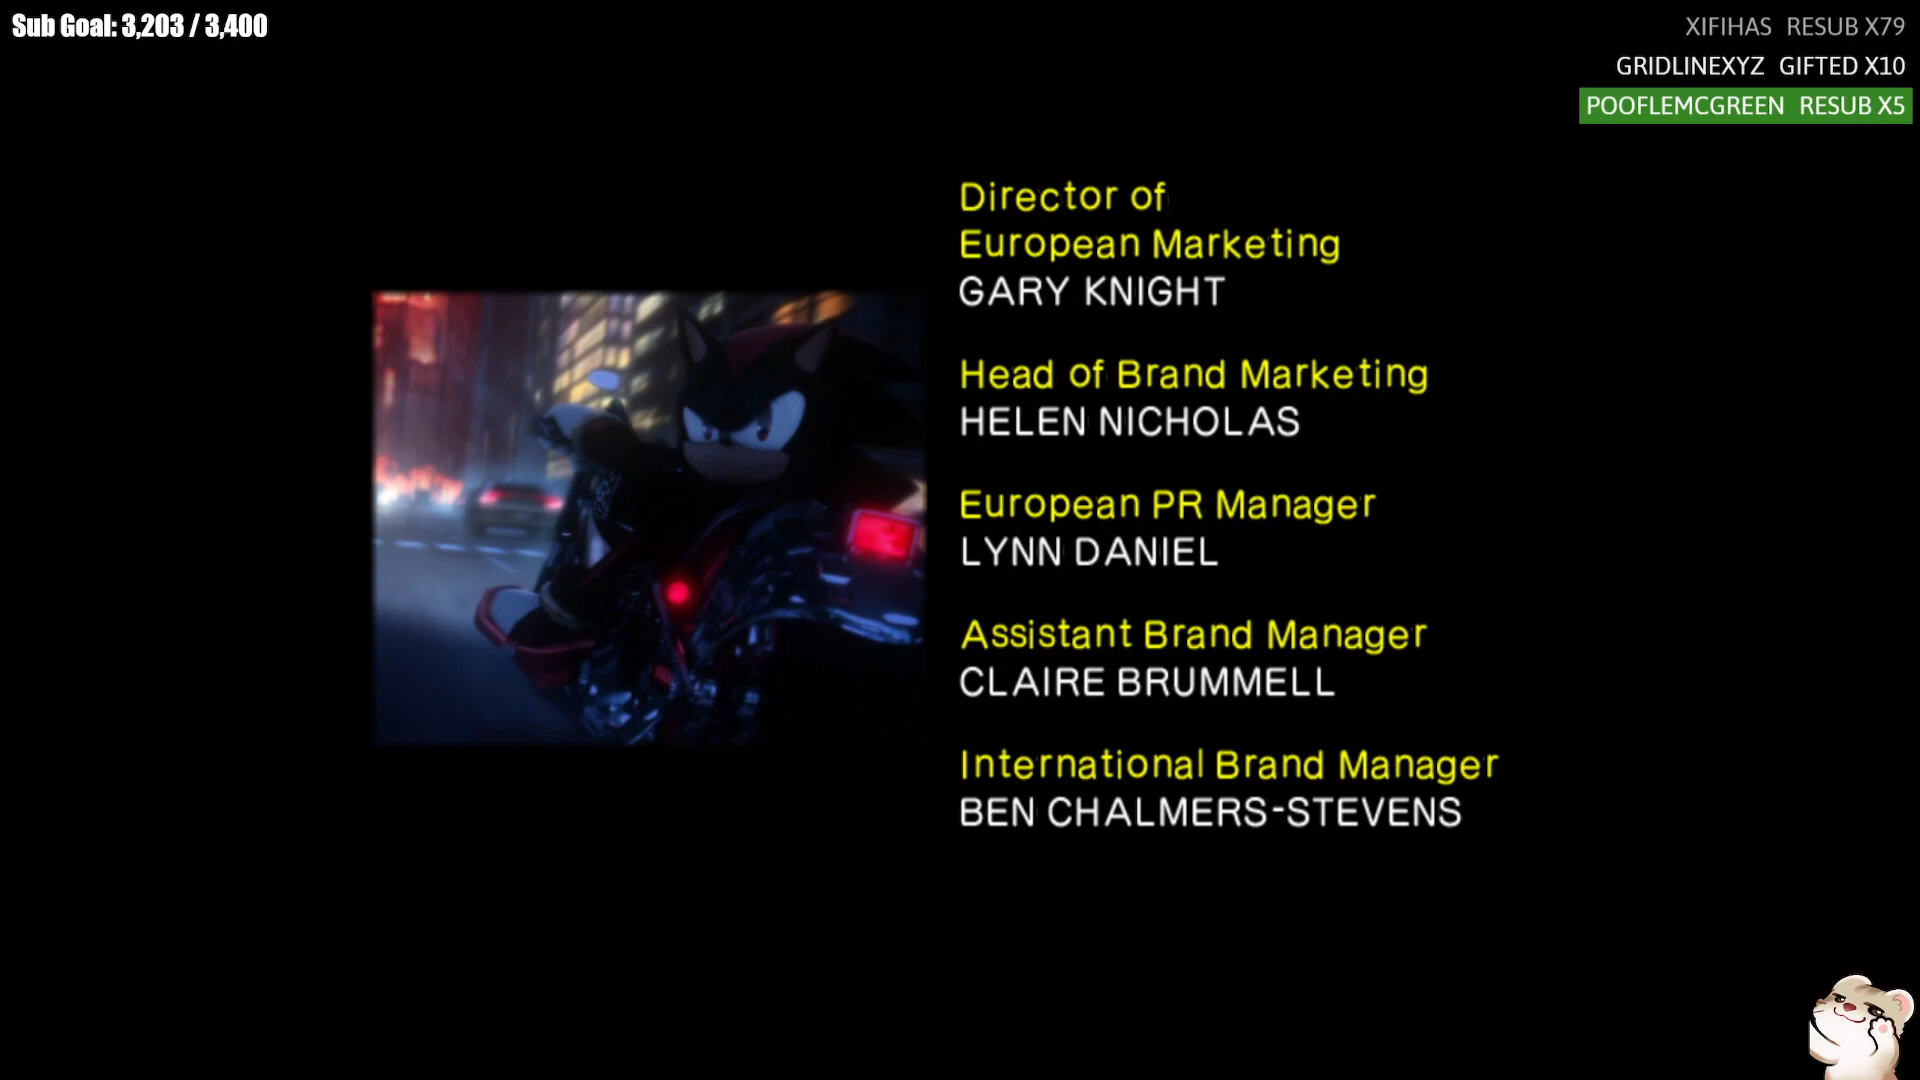 Sub Goal: 3,203 / 3,400
XIFIHAS RESUB X79
GRIDLINEXYZ GIFTED X10
POOFLEMCGREEN RESUB X5
Director of
European Marketing
GARY KNIGHT
Head of Brand Marketing
HELEN NICHOLAS
European PR Manager
LYNN DANIEL
Assistant Brand Manager
CLAIRE BRUMMELL
International Brand Manager
BEN CHALMERS-STEVENS